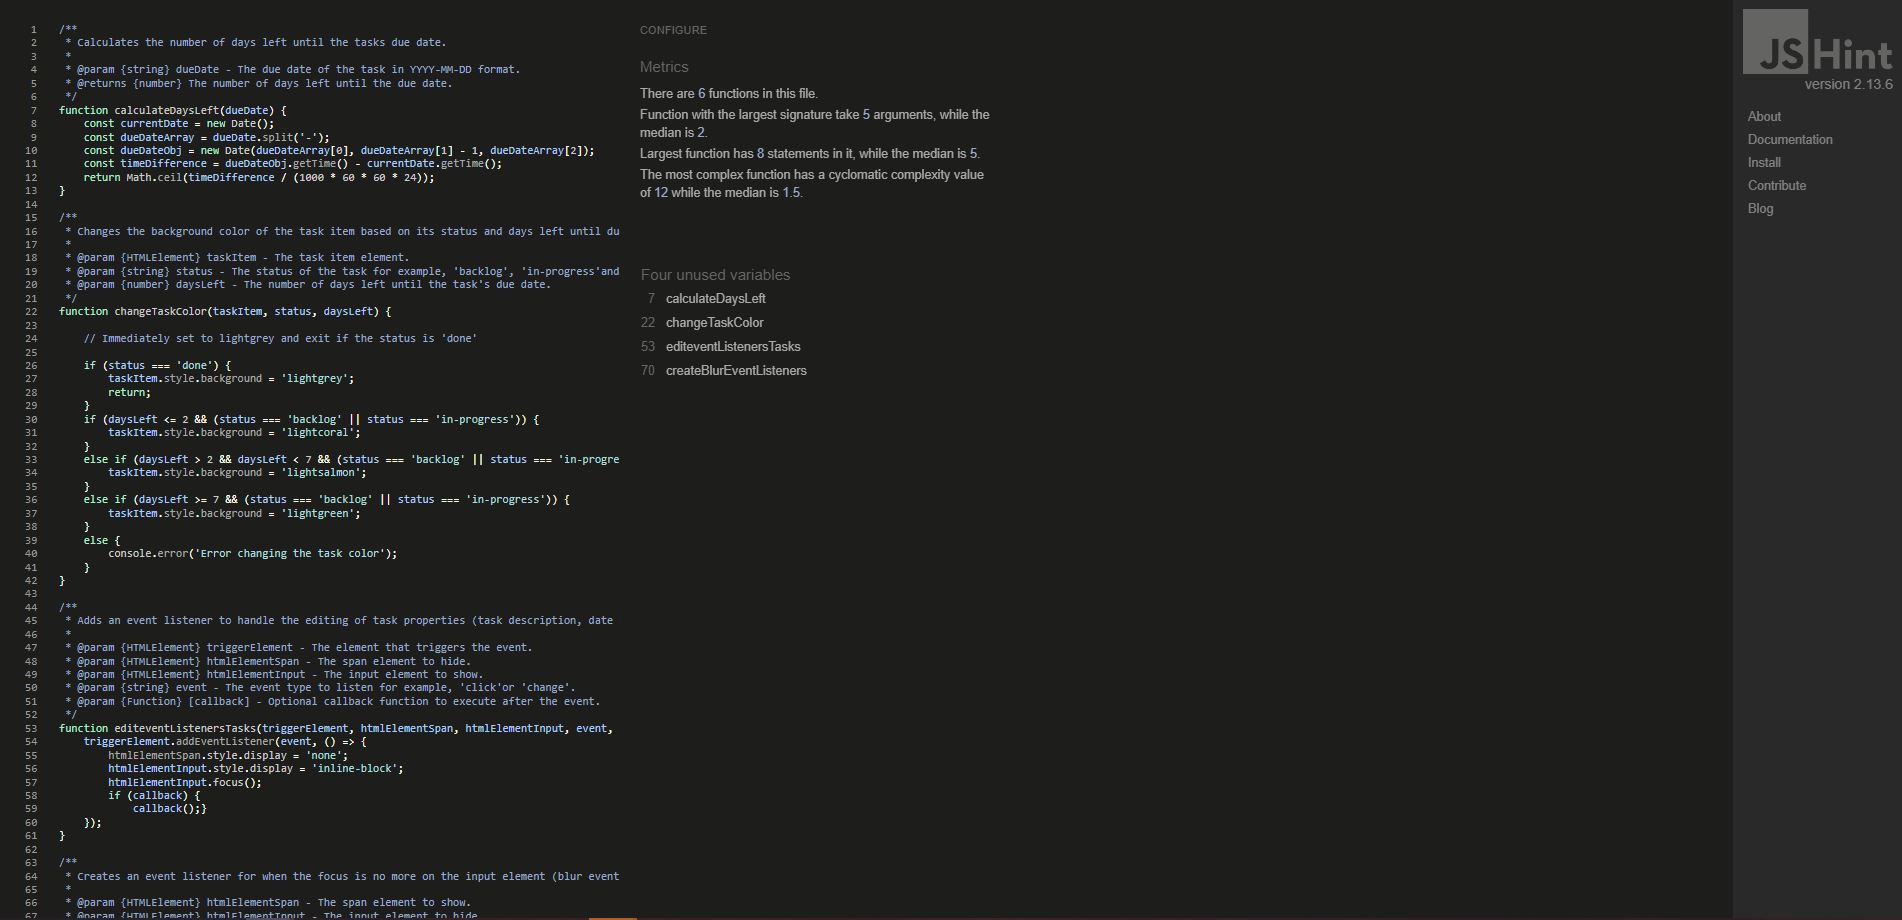 1 /**
2 * Calculates the number of days left until the tasks due date.
3 *
4 * @param {string} dueDate - The due date of the task in YYYY-MM-DD format.
5 * @returns {number} The number of days left until the due date.
6 */
7 function calculateDaysLeft(dueDate) {
8 const currentDate = new Date();
9 const dueDateArray = dueDate.split('-');
10 const dueDateObj = new Date(dueDateArray[0], dueDateArray[1] - 1, dueDateArray[2]);
11 const timeDifference = dueDateObj.getTime() - currentDate.getTime();
12 return Math.ceil(timeDifference / (1000 * 60 * 60 * 24));
13 }
14
15 /**
16 * Changes the background color of the task item based on its status and days left until du
17 *
18 * @param {HTMLElement} taskItem - The task item element.
19 * @param {string} status - The status of the task for example, 'backlog', 'in-progress'and
20 * @param {number} daysLeft - The number of days left until the task's due date.
21 */
22 function changeTaskColor(taskItem, status, daysLeft) {
23
24 // Immediately set to lightgrey and exit if the status is 'done'
25
26 if (status === 'done') {
27 taskItem.style.background = 'lightgrey';
28 return;
29 }
30 if (daysLeft <= 2 && (status === 'backlog' || status === 'in-progress')) {
31 taskItem.style.background = 'lightcoral';
32 }
33 else if (daysLeft > 2 && daysLeft < 7 && (status === 'backlog' || status === 'in-progre
34 taskItem.style.background = 'lightsalmon';
35 }
36 else if (daysLeft >= 7 && (status === 'backlog' || status === 'in-progress')) {
37 taskItem.style.background = 'lightgreen';
38 }
39 else {
40 console.error('Error changing the task color');
41 }
42 }
43
44 /**
45 * Adds an event listener to handle the editing of task properties (task description, date
46 *
47 * @param {HTMLElement} triggerElement - The element that triggers the event.
48 * @param {HTMLElement} htmlElementSpan - The span element to hide.
49 * @param {HTMLElement} htmlElementInput - The input element to show.
50 * @param {string} event - The event type to listen for example, 'click'or 'change'.
51 * @param {Function} [callback] - Optional callback function to execute after the event.
52 */
53 function editeventListenersTasks(triggerElement, htmlElementSpan, htmlElementInput, event,
54 triggerElement.addEventListener(event, () => {
55 htmlElementSpan.style.display = 'none';
56 htmlElementInput.style.display = 'inline-block';
57 htmlElementInput.focus();
58 if (callback) {
59 callback();}
60 });
61 }
62
63 /**
64 * Creates an event listener for when the focus is no more on the input element (blur event
65 *
66 * @param {HTMLElement} htmlElementSpan - The span element to show.
67 * @param {HTMLElement} htmlElementInput - The input element to hide
CONFIGURE
Metrics
There are 6 functions in this file.
Function with the largest signature take 5 arguments, while the
median is 2.
Largest function has 8 statements in it, while the median is 5.
The most complex function has a cyclomatic complexity value
of 12 while the median is 1.5.
Four unused variables
7 calculateDaysLeft
22 changeTaskColor
53 editeventListenersTasks
70 createBlurEventListeners
JSHint
version 2.13.6
About
Documentation
Install
Contribute
Blog